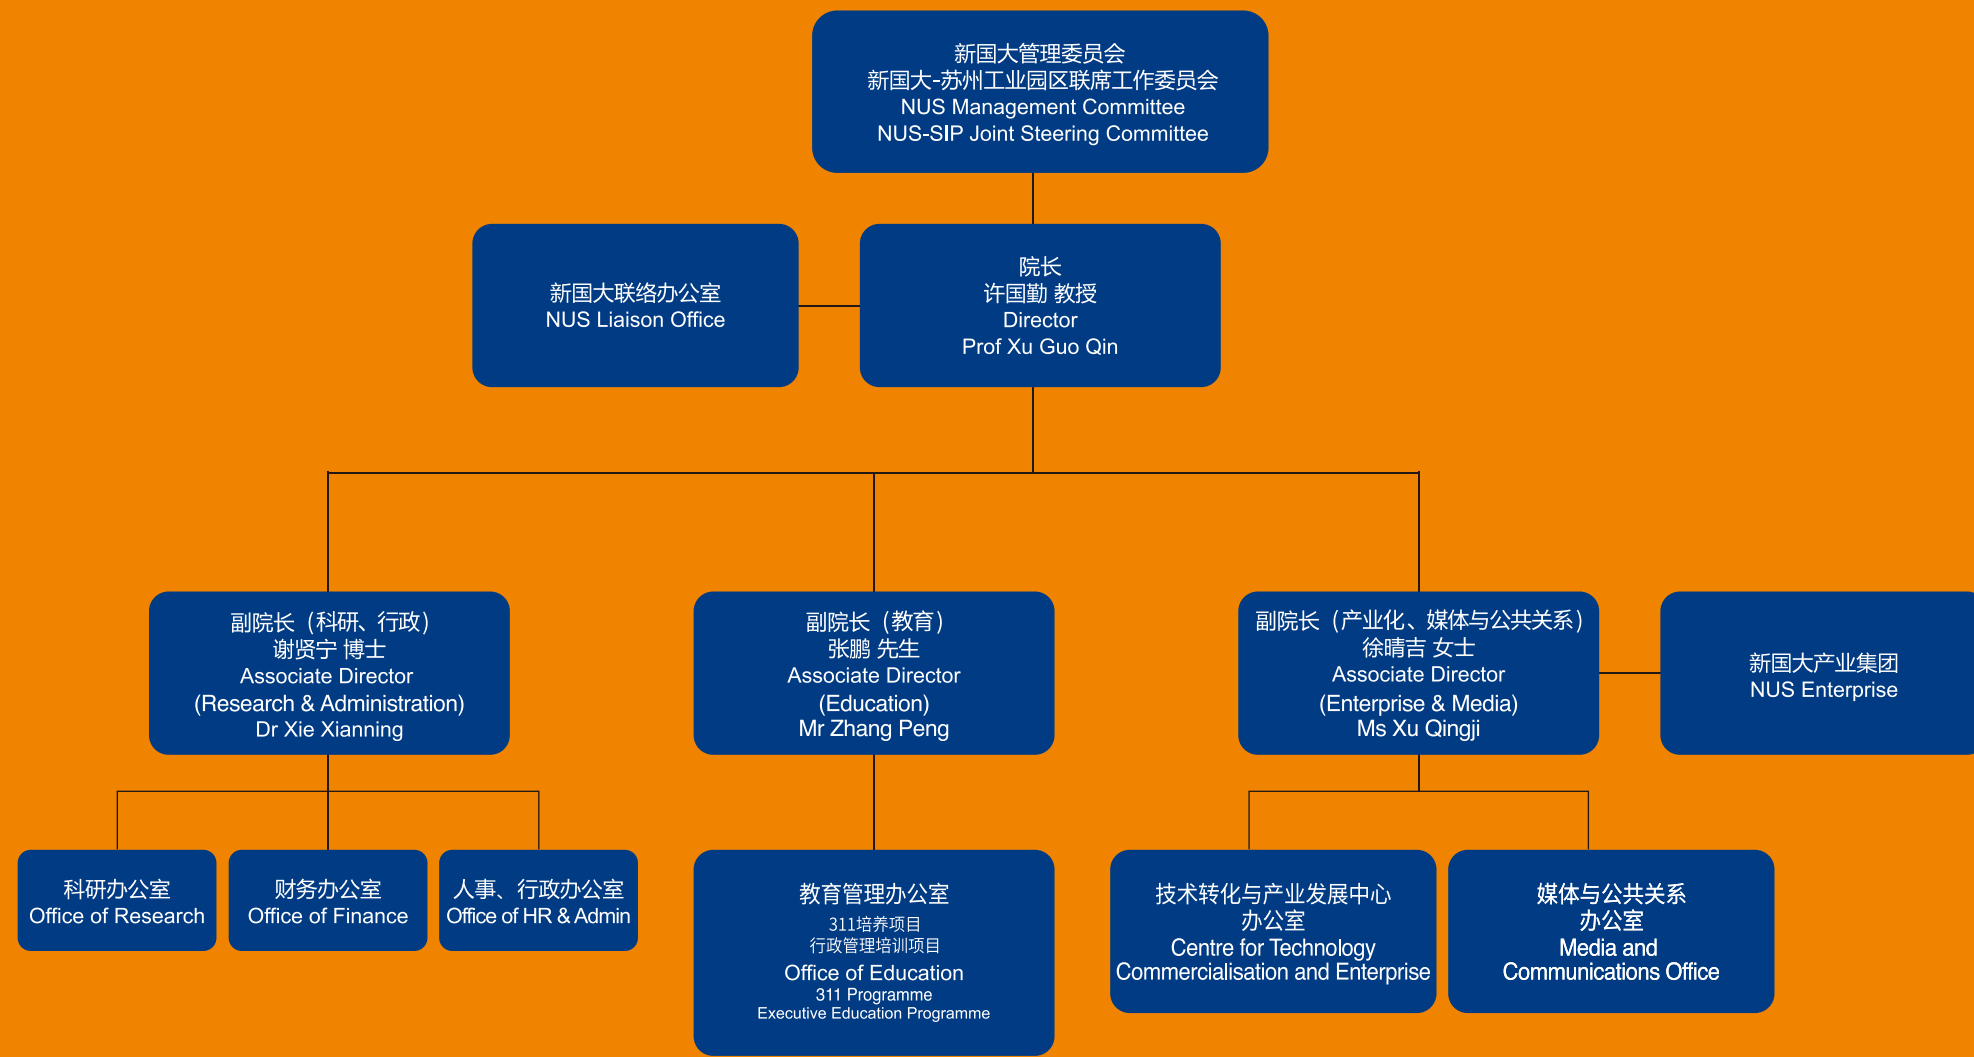 新国大管理委员会
新国大-苏州工业园区联席工作委员会
NUS Management Committee
NUS-SIP Joint Steering Committee
新国大联络办公室
NUS Liaison Office
院长
许国勤 教授
Director
Prof Xu Guo Qin
副院长（科研、行政）
谢贤宁 博士
Associate Director
(Research & Administration)
Dr Xie Xianning
副院长（教育）
张鹏 先生
Associate Director
(Education)
Mr Zhang Peng
副院长（产业化、媒体与公共关系）
徐晴吉 女士
Associate Director
(Enterprise & Media)
Ms Xu Qingji
新国大产业集团
NUS Enterprise
科研办公室
Office of Research
财务办公室
Office of Finance
人事、行政办公室
Office of HR & Admin
教育管理办公室
311培养项目
行政管理培训项目
Office of Education
311 Programme
Executive Education Programme
技术转化与产业发展中心
办公室
Centre for Technology
Commercialisation and Enterprise
媒体与公共关系
办公室
Media and
Communications Office